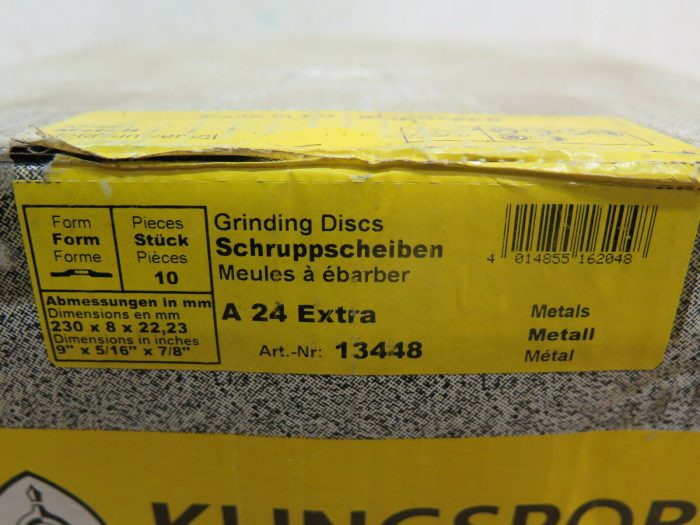 Form
Form
Forme
Pieces
Stück
Pièces
10
Abmessungen in mm
Dimensions en mm
230 x 8 x 22,23
Dimensions in inches
9" x 5/16" x 7/8"
Grinding Discs
Schruppscheiben
Meules à ébarber
A 24 Extra
Art.-Nr: 13448
4 014855 162048
Metals
Metall
Métal
KLINGSPOR